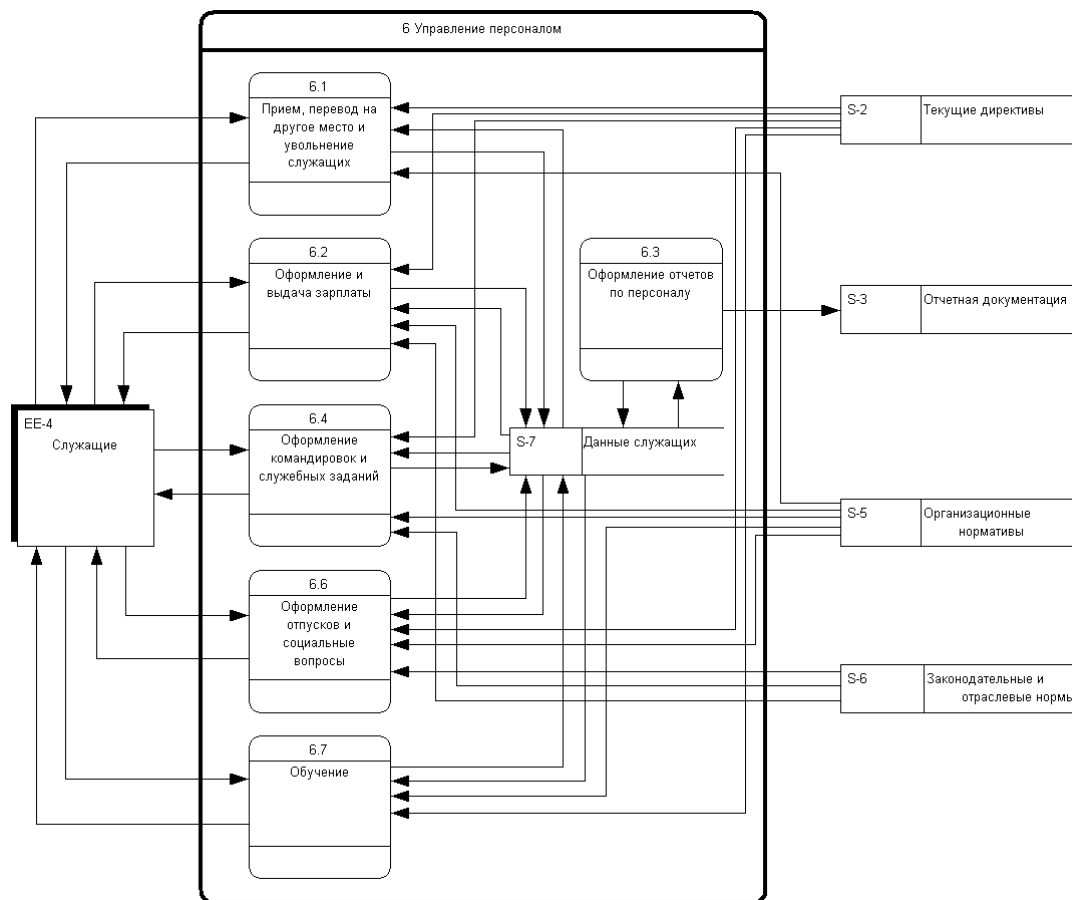 6 Управление персоналом
6.1
Прием, перевод на
другое место и
увольнение
служащих
S-2
Текущие директивы
6.2
Оформление и
выдача зарплаты
6.3
Оформление отчетов
по персоналу
S-3
Отчетная документация
EE-4
Служащие
6.4
Оформление
командировок и
служебных заданий
S-7
Данные служащих
S-5
Организационные
нормативы
6.6
Оформление
отпусков и
социальные
вопросы
S-6
Законодательные и
отраслевые нормы
6.7
Обучение